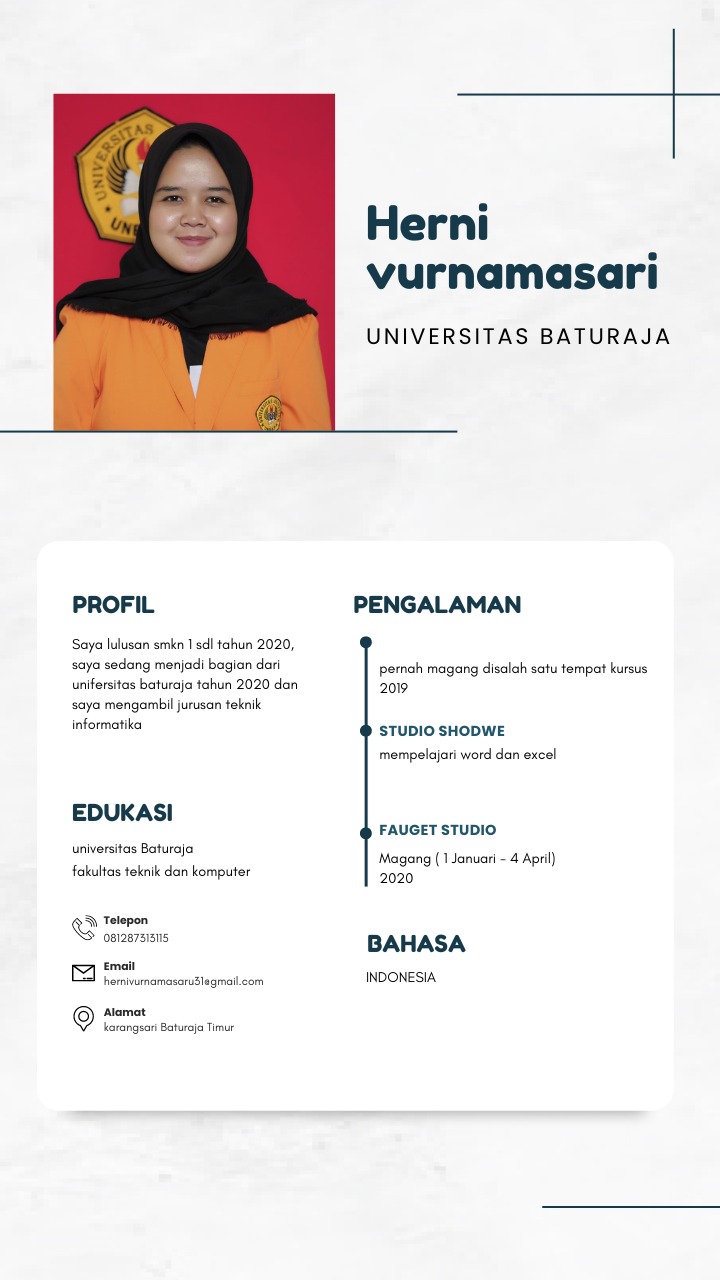 UNIVERSITAS
Herni
vurnamasari
UNIVERSITAS BATURAJA
PROFIL
Saya lulusan smkn 1 sdl tahun 2020,
saya sedang menjadi bagian dari
unifersitas baturaja tahun 2020 dan
saya mengambil jurusan teknik
informatika
EDUKASI
universitas Baturaja
fakultas teknik dan komputer
Telepon
081287313115
Email
hernivurnamasaru31@gmail.com
Alamat
karangsari Baturaja Timur
PENGALAMAN
pernah magang disalah satu tempat kursus
2019
STUDIO SHODWE
mempelajari word dan excel
FAUGET STUDIO
Magang ( 1 Januari - 4 April)
2020
BAHASA
INDONESIA